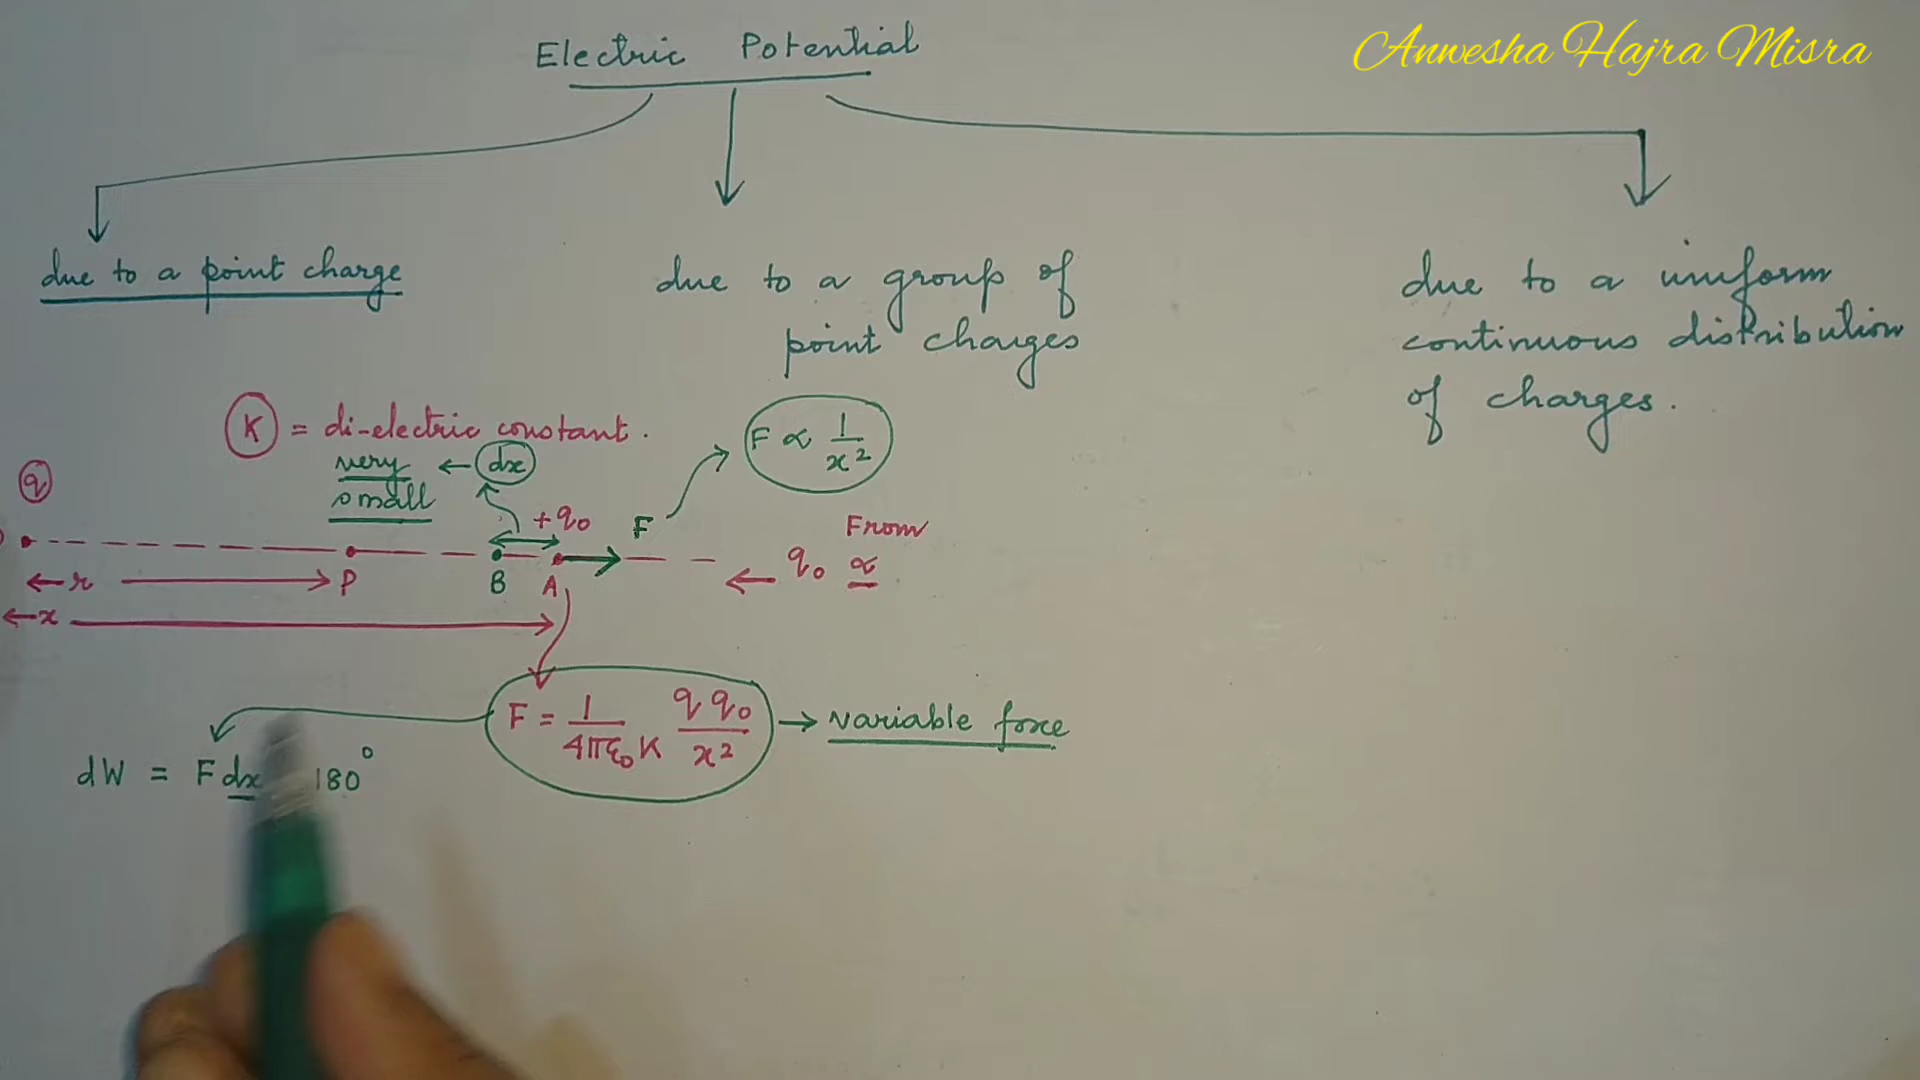 Electric Potential
Anwesha Hajra Misra
due to a point charge
due to a group of
point charges
due to a uniform
continuous distribution
of charges.
K = di-electric constant.
very ← dx
small
F ∝ 1/x²
q
+q₀
F
From
q₀ ∝
← r → P
B A
← x →
F = 1/4πε₀K qq₀/x² → variable force
dW = F dx 180°